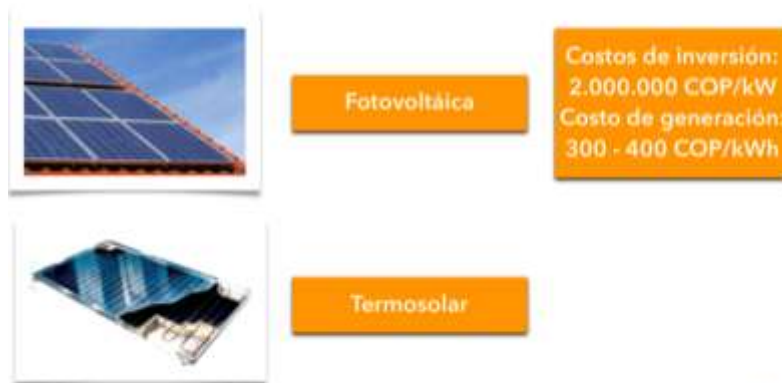 Fotovoltáica
Costos de inversión:
2.000.000 COP/kW
Costo de generación:
300 - 400 COP/kWh
Termosolar